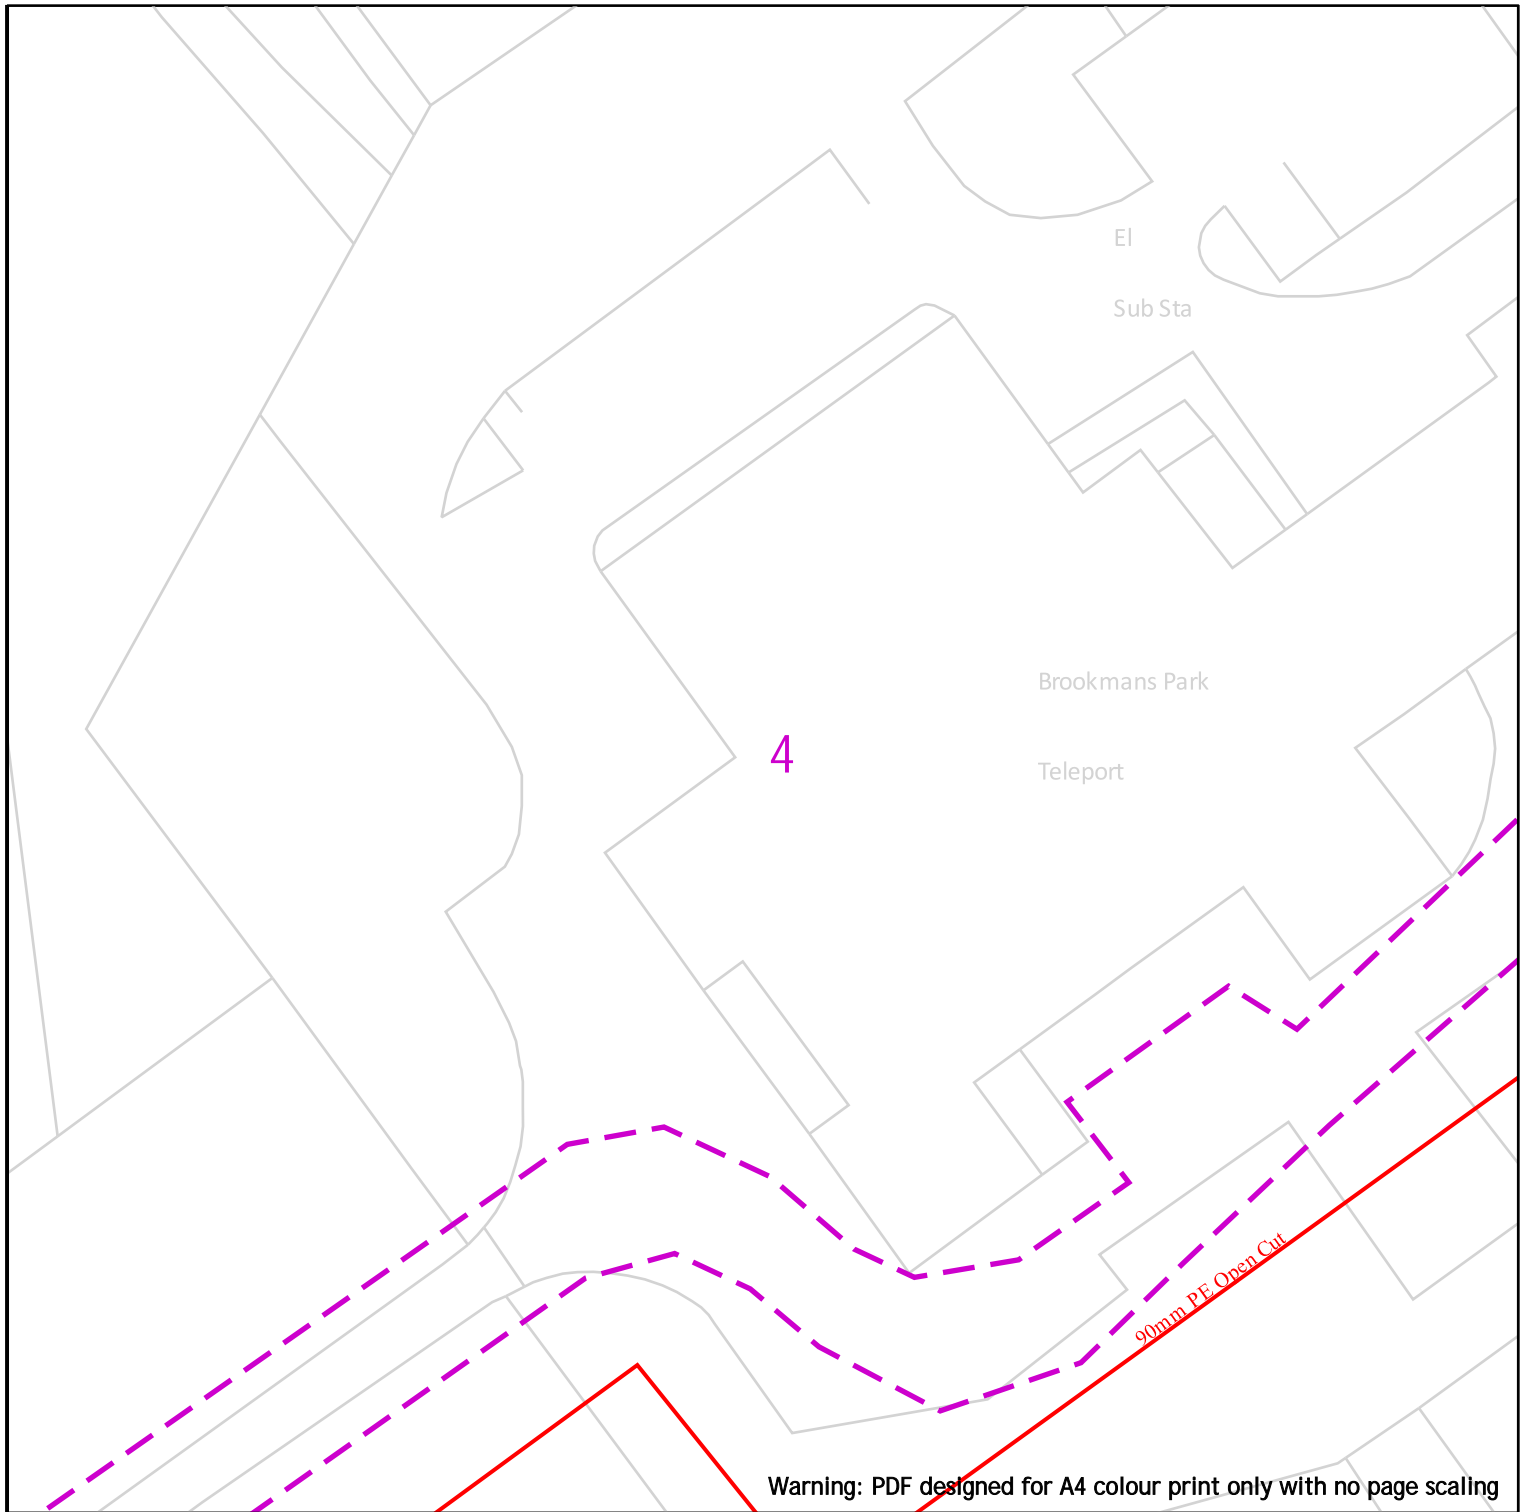 El
Sub Sta
Brookmans Park
4
Teleport
90mm PE Open Cut
Warning: PDF designed for A4 colour print only with no page scaling